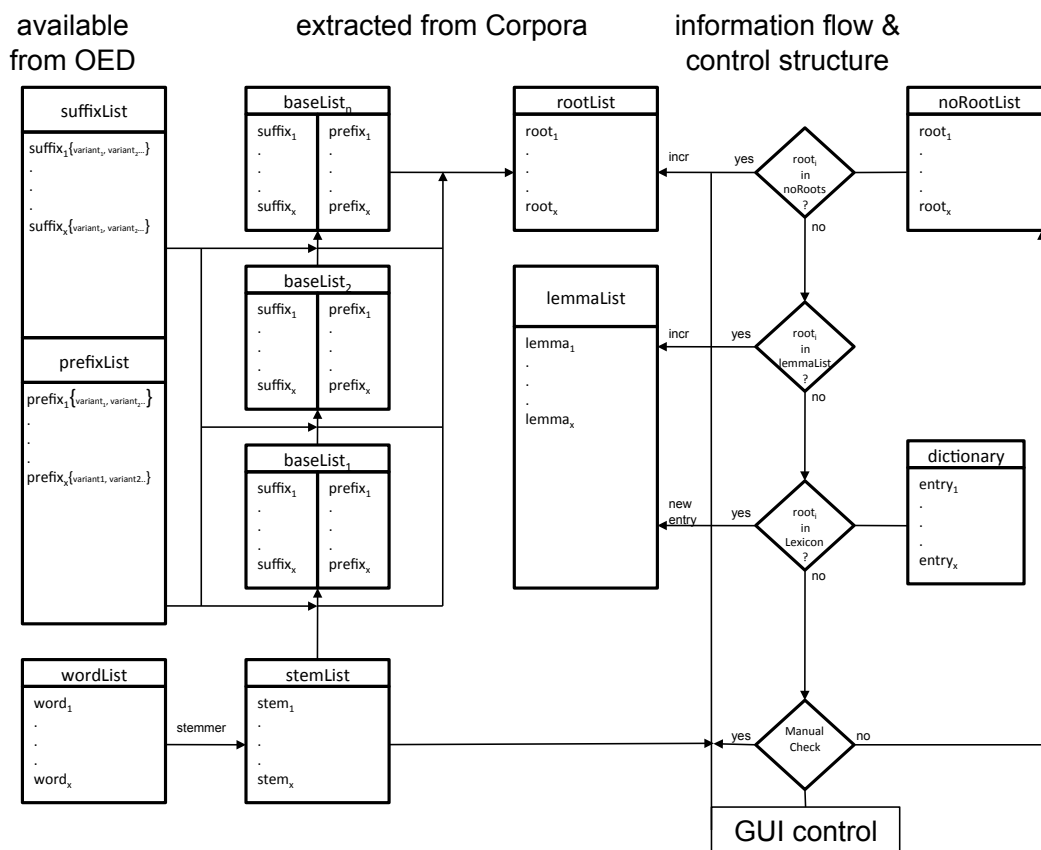 available
from OED
extracted from Corpora
information flow &
control structure
suffixList
suffix₁{variant₁, variant₂...}
.
.
.
suffixₓ{variant₁, variant₂...}
prefixList
prefix₁{variant₁, variant₂..}
.
.
.
prefixₓ{variant1, variant2..}
wordList
word₁
.
.
.
wordₓ
stemmer
baseListₙ
suffix₁ prefix₁
. .
. .
. .
suffixₓ prefixₓ
baseList₂
suffix₁ prefix₁
. .
. .
. .
suffixₓ prefixₓ
baseList₁
suffix₁ prefix₁
. .
. .
. .
suffixₓ prefixₓ
stemList
stem₁
.
.
.
stemₓ
rootList
root₁
.
.
.
rootₓ
lemmaList
lemma₁
.
.
.
lemmaₓ
incr yes
rootᵢ
in
noRoots
?
no
incr yes
rootᵢ
in
lemmaList
?
no
new
entry
yes
rootᵢ
in
Lexicon
?
no
yes
Manual
Check
no
GUI control
noRootList
root₁
.
.
.
rootₓ
dictionary
entry₁
.
.
.
entryₓ